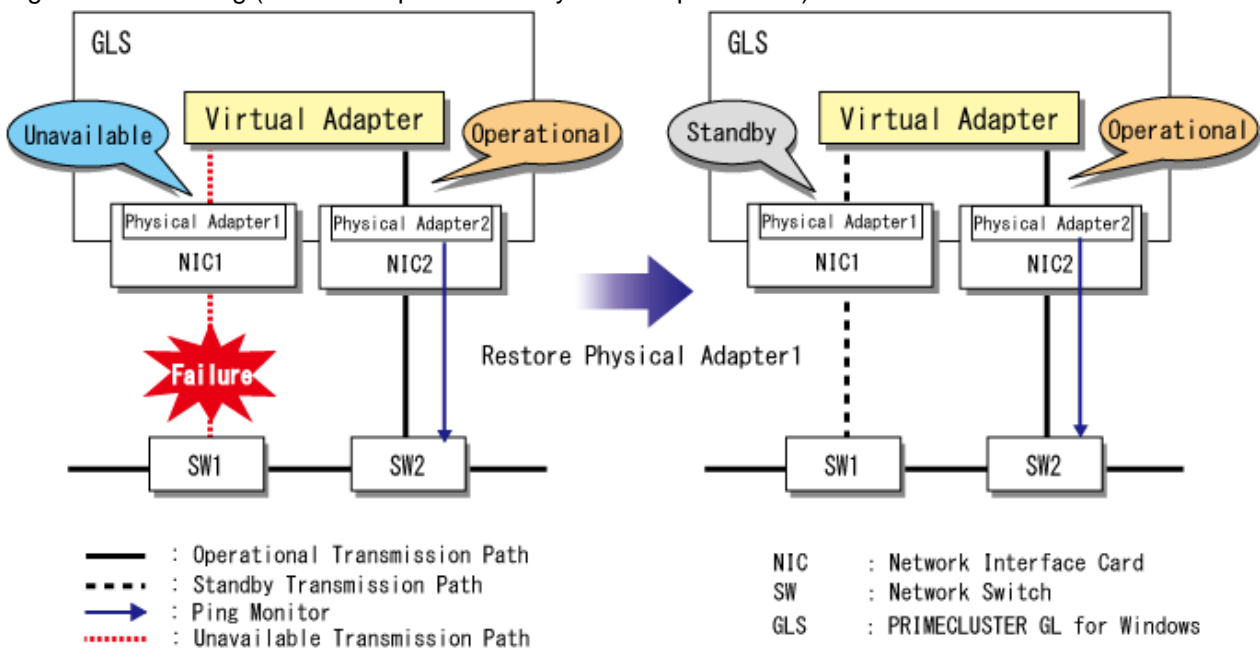 GLS
Virtual Adapter
Unavailable
Operational
Physical Adapter1
Physical Adapter2
NIC1
NIC2
Failure
SW1
SW2
Restore Physical Adapter1
GLS
Virtual Adapter
Standby
Operational
Physical Adapter1
Physical Adapter2
NIC1
NIC2
SW1
SW2
: Operational Transmission Path
: Standby Transmission Path
: Ping Monitor
: Unavailable Transmission Path
NIC : Network Interface Card
SW : Network Switch
GLS : PRIMECLUSTER GL for Windows